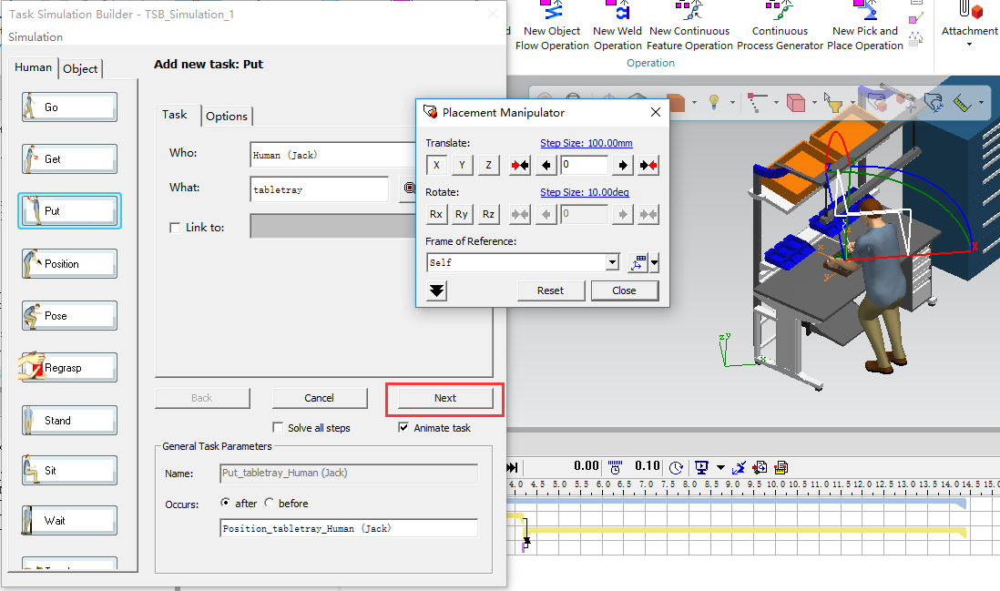 Task Simulation Builder - TSB_Simulation_1
Simulation
Human
Object
Go
Get
Put
Position
Pose
Regrasp
Stand
Sit
Wait
Add new task: Put
Task
Options
Who:
Human (Jack)
What:
tabletray
Link to:
Back
Cancel
Next
Solve all steps
Animate task
General Task Parameters
Name:
Put_tabletray_Human (Jack)
Occurs:
after
before
Position_tabletray_Human (Jack)
Placement Manipulator
Translate:
Step Size: 100.00mm
X
Y
Z
0
Rotate:
Step Size: 10.00deg
Rx
Ry
Rz
0
Frame of Reference:
Self
Reset
Close
New Object
Flow Operation
New Weld
Operation
New Continuous
Feature Operation
Continuous
Process Generator
New Pick and
Place Operation
Attachment
Operation
z
X
x
y
z y
x
0.00
0.10
4.0 4.5 5.0 5.5 6.0 6.5 7.0 7.5 8.0 8.5 9.0 9.5 10.0 10.5 11.0 11.5 12.0 12.5 13.0 13.5 14.0 14.5 15.0